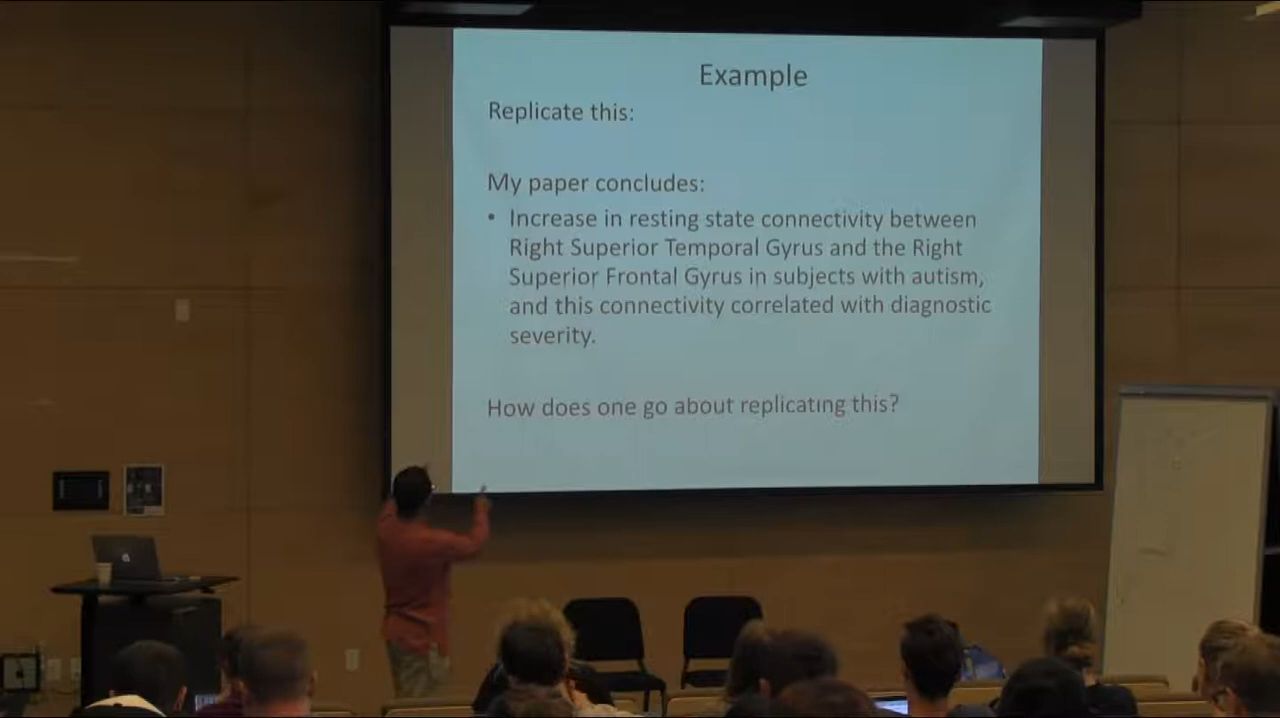 Example
Replicate this:
My paper concludes:
• Increase in resting state connectivity between
Right Superior Temporal Gyrus and the Right
Superior Frontal Gyrus in subjects with autism,
and this connectivity correlated with diagnostic
severity.
How does one go about replicating this?